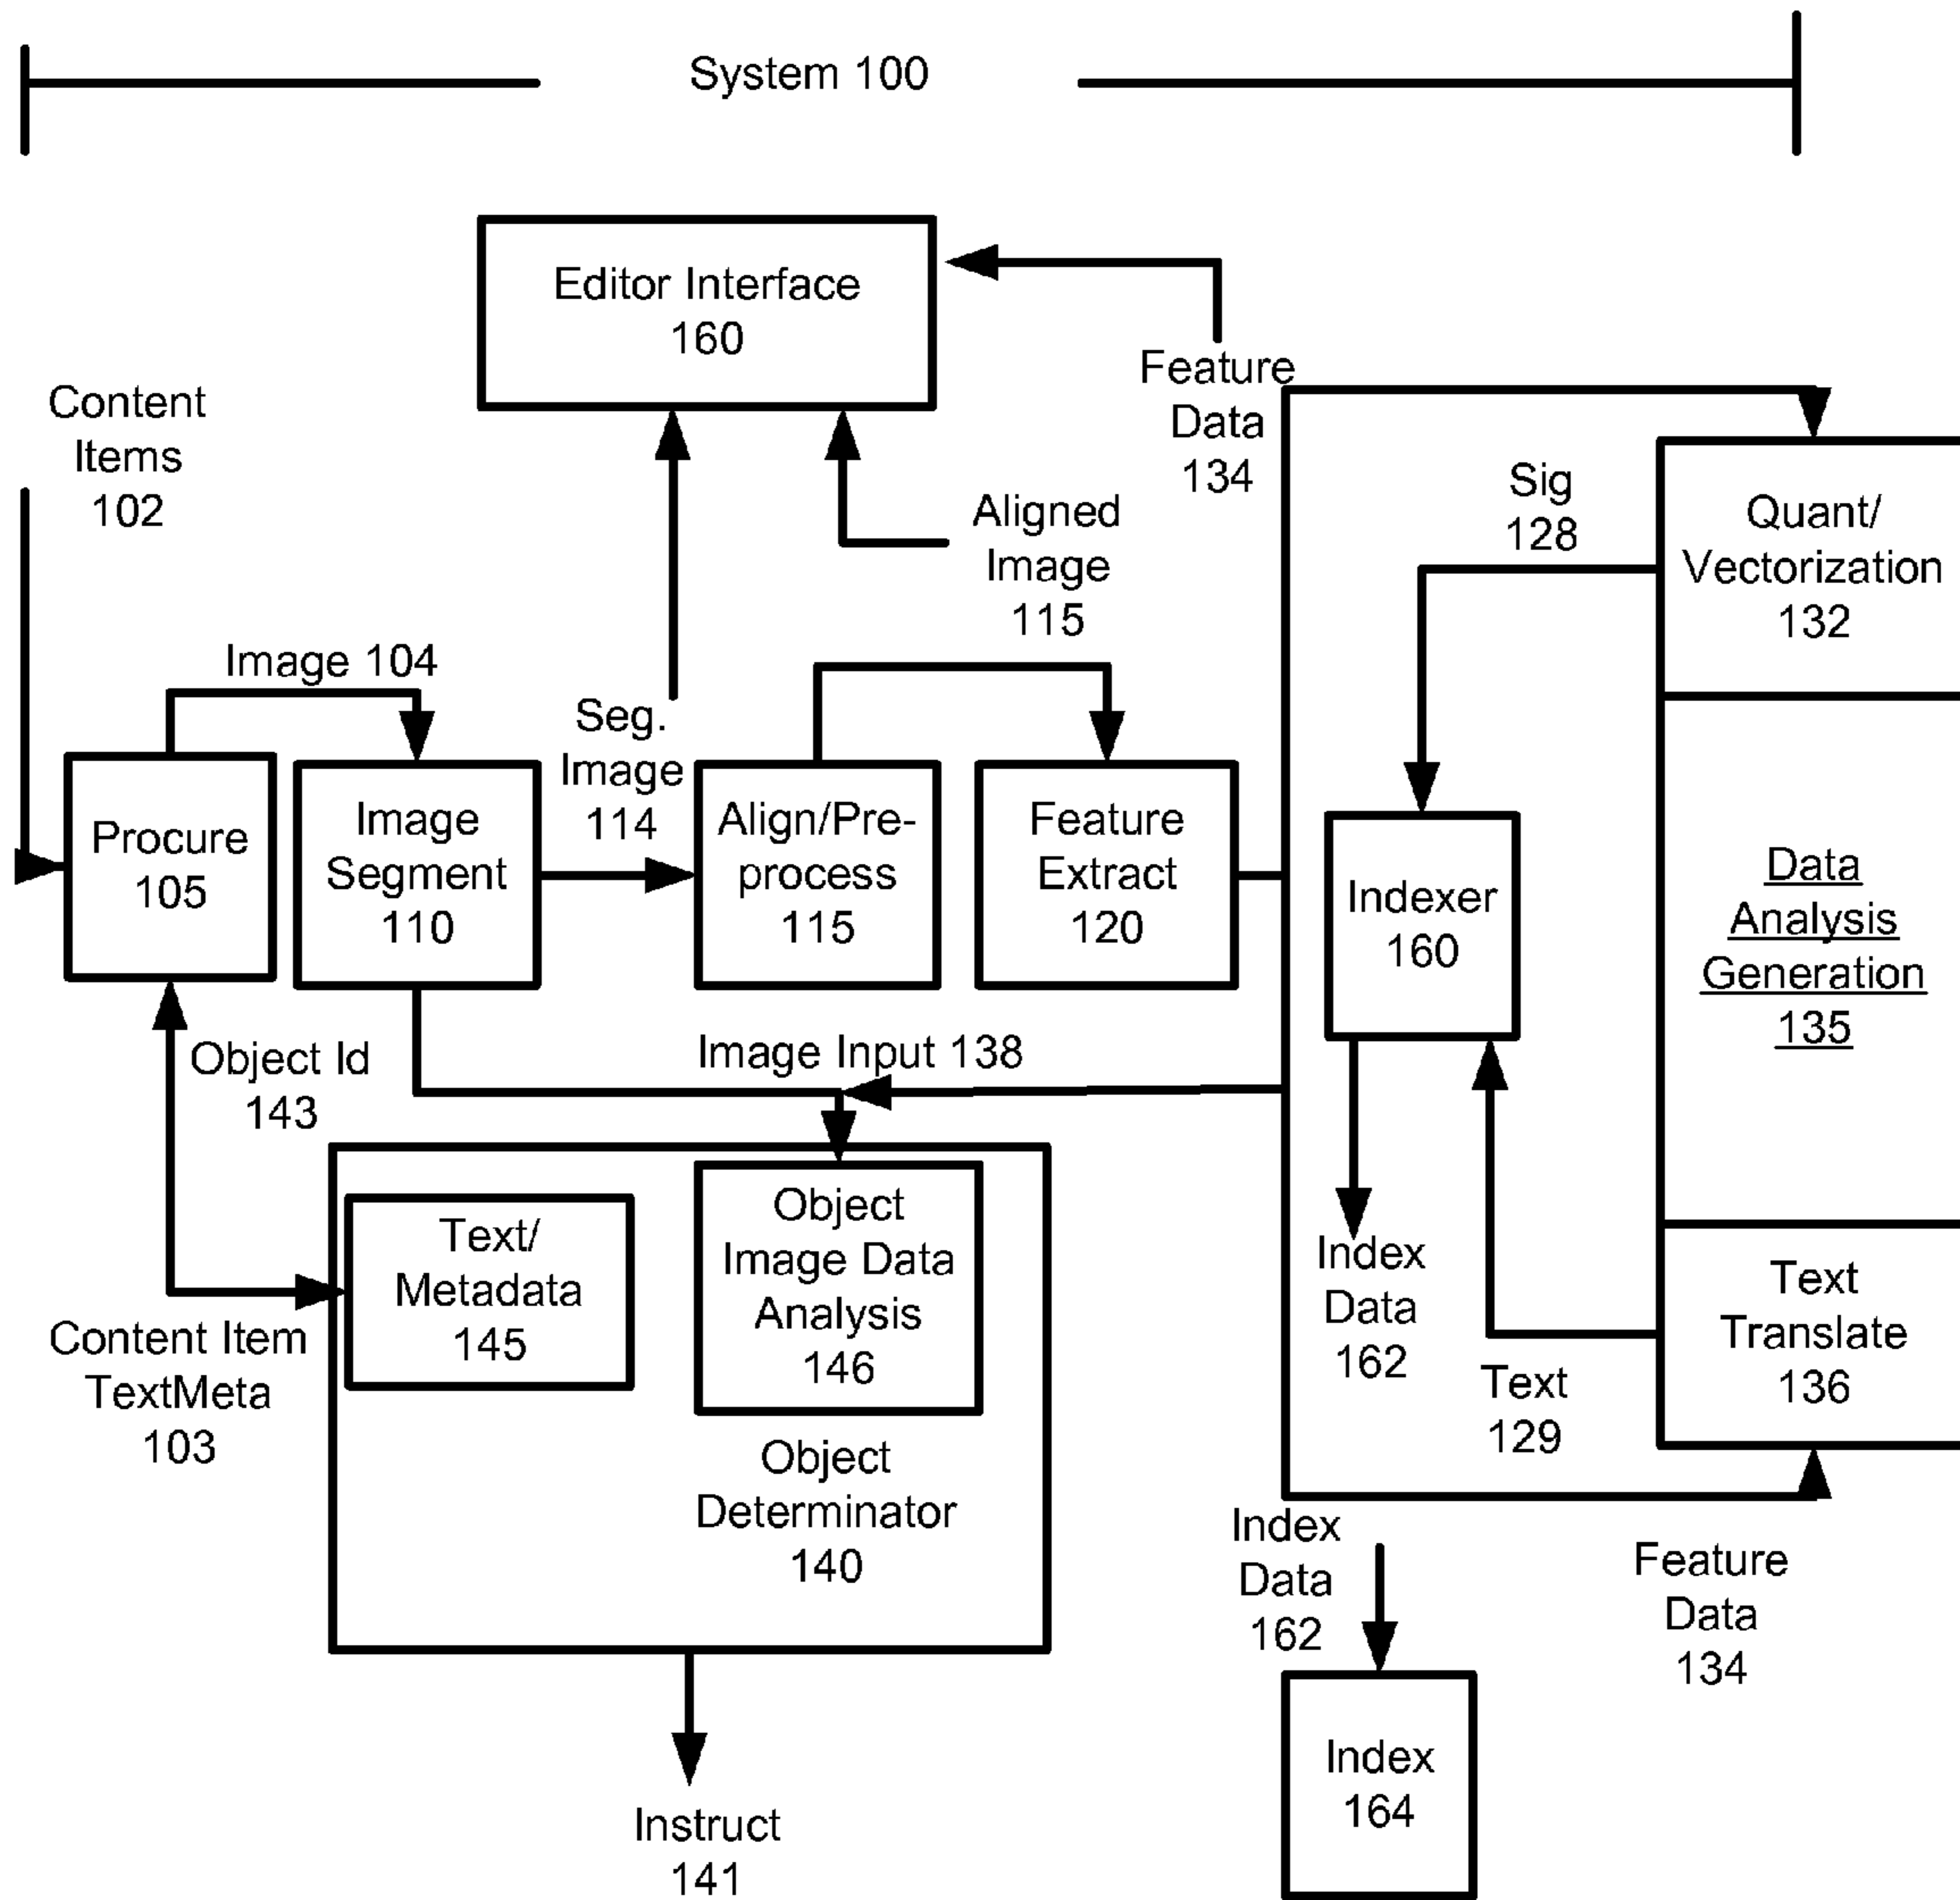 System 100
Editor Interface
160
Feature
Data
134
Content
Items
102
Aligned
Image
115
Sig
128
Quant/
Vectorization
132
Image 104
Seg.
Image
114
Procure
105
Image
Segment
110
Align/Pre-
process
115
Feature
Extract
120
Indexer
160
Data
Analysis
Generation
135
Object Id
143
Image Input 138
Text/
Metadata
145
Object
Image Data
Analysis
146
Index
Data
162
Text
Translate
136
Text
129
Content Item
TextMeta
103
Object
Determinator
140
Index
Data
162
Feature
Data
134
Index
164
Instruct
141